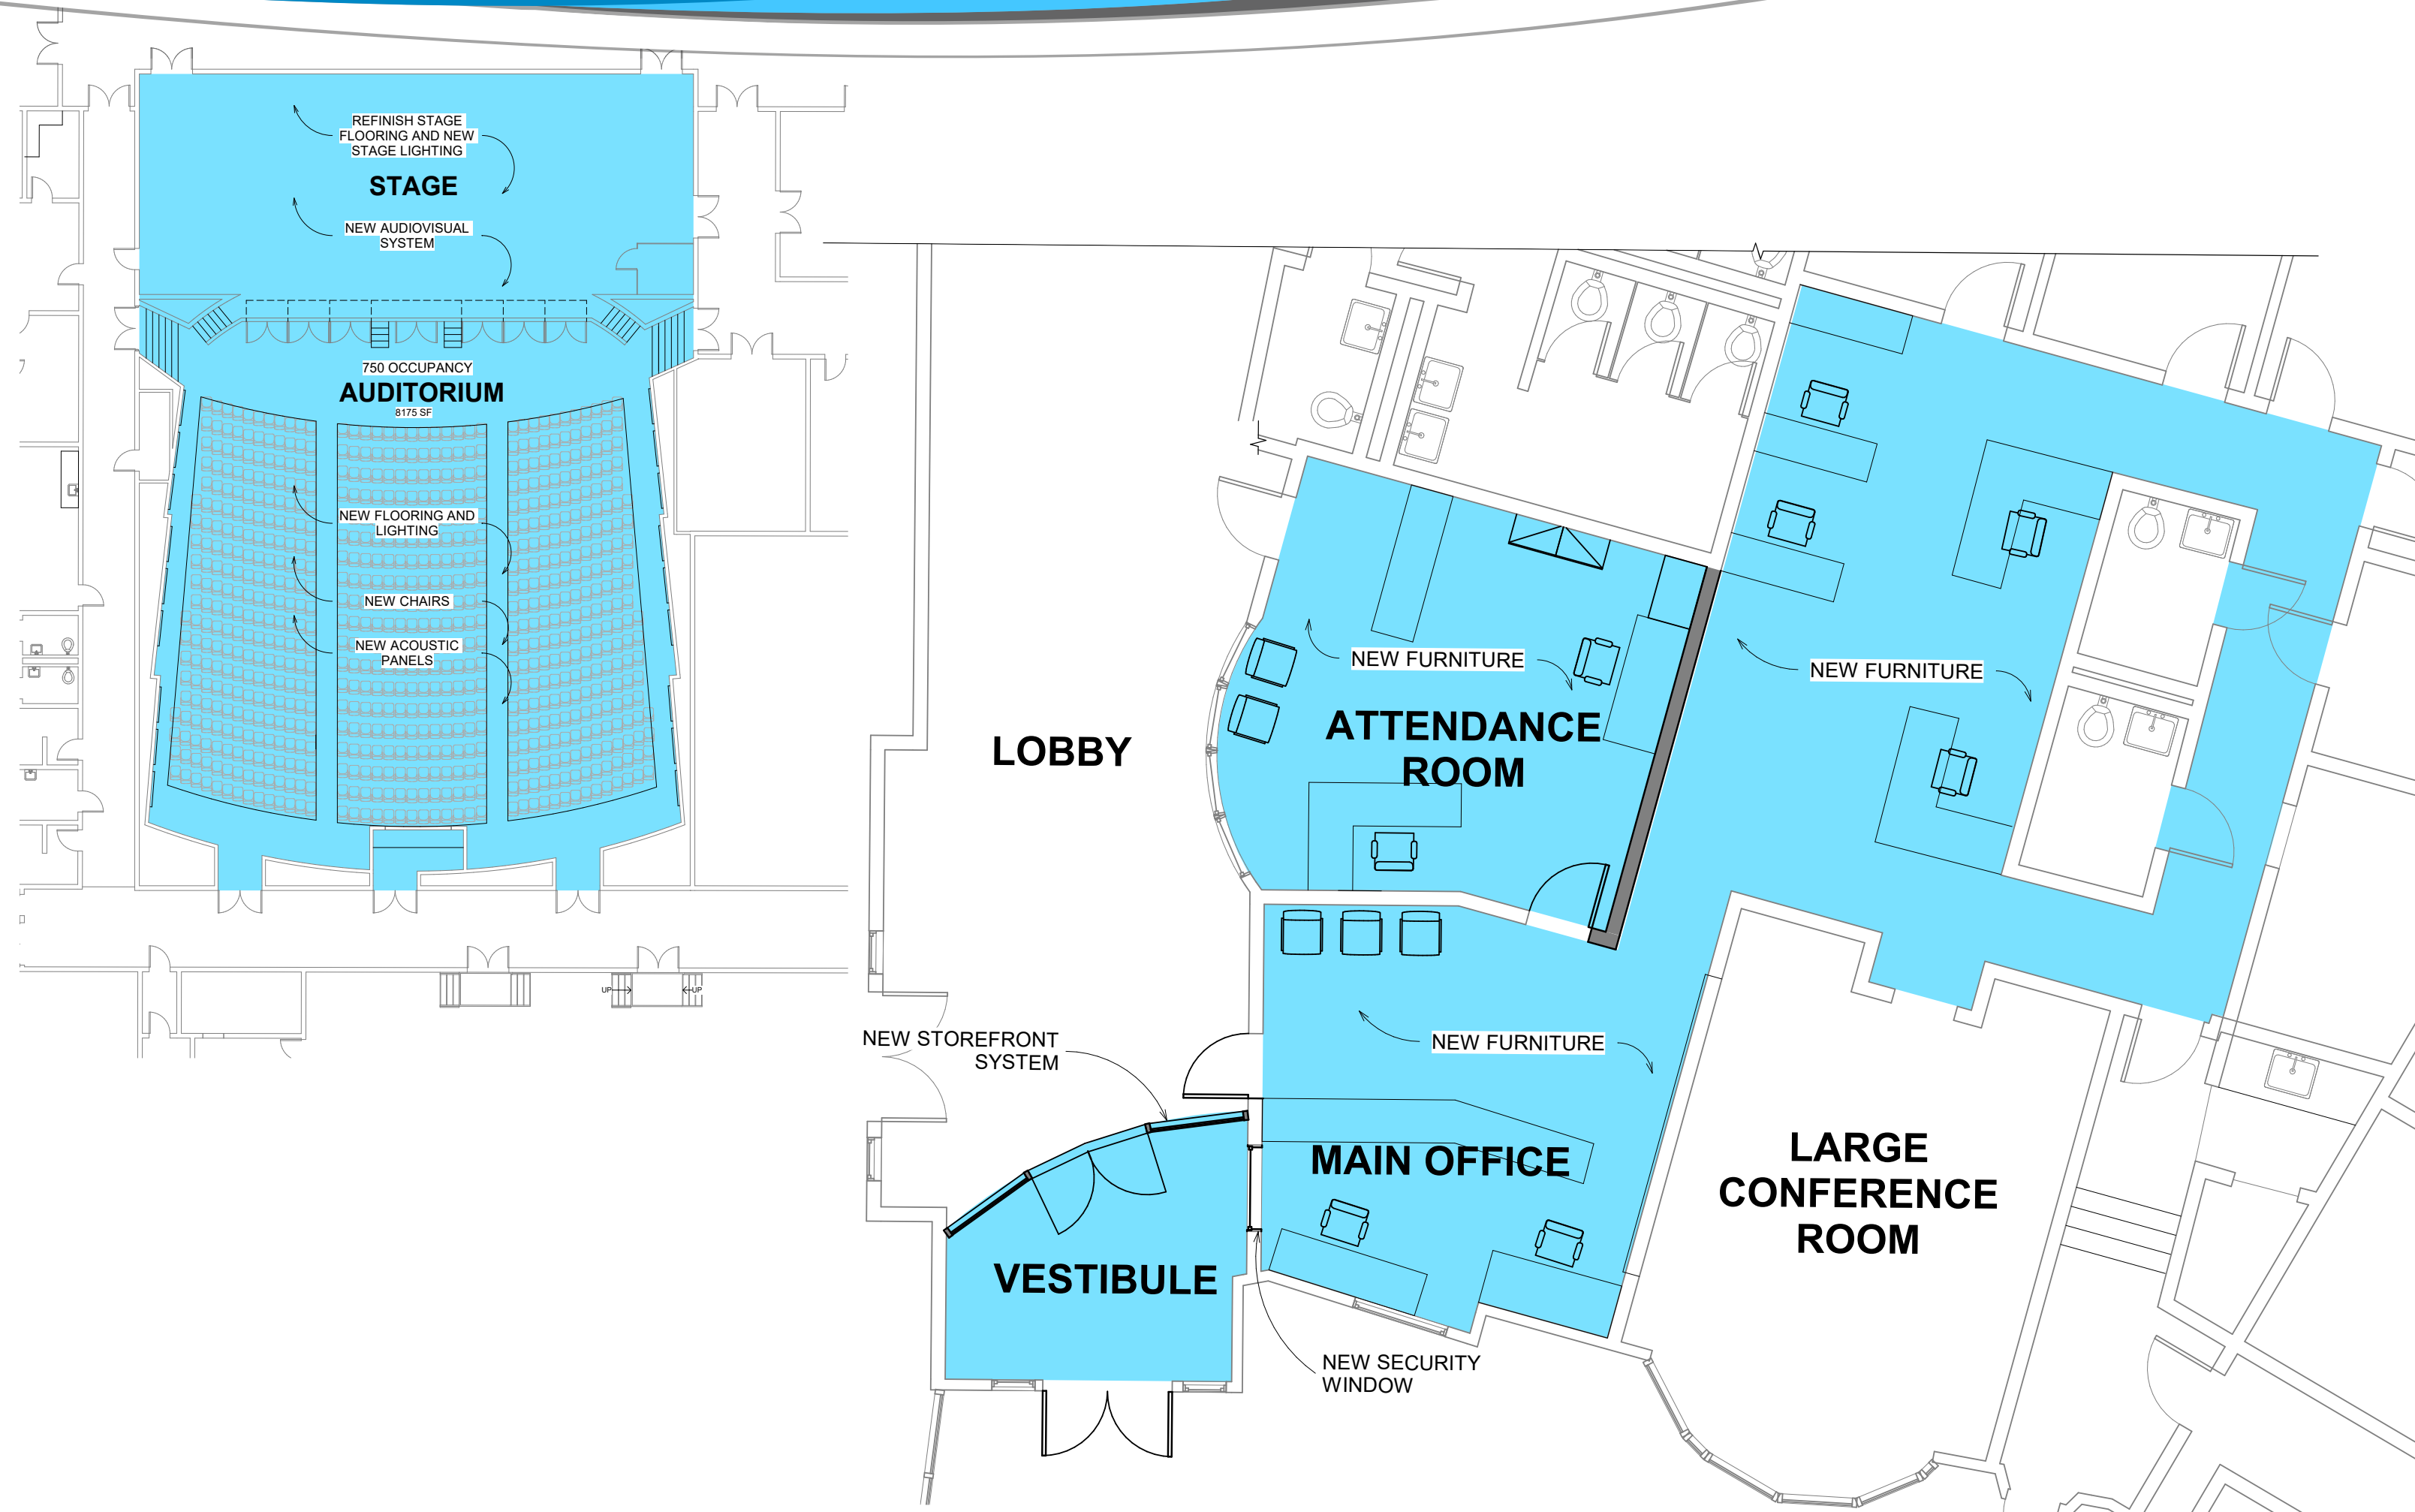 REFINISH STAGE
FLOORING AND NEW
STAGE LIGHTING
STAGE
NEW AUDIOVISUAL
SYSTEM
750 OCCUPANCY
AUDITORIUM
8175 SF
NEW FLOORING AND
LIGHTING
NEW CHAIRS
NEW ACOUSTIC
PANELS
UP
UP
LOBBY
NEW FURNITURE
ATTENDANCE
ROOM
NEW FURNITURE
NEW STOREFRONT
SYSTEM
NEW FURNITURE
MAIN OFFICE
VESTIBULE
NEW SECURITY
WINDOW
LARGE
CONFERENCE
ROOM